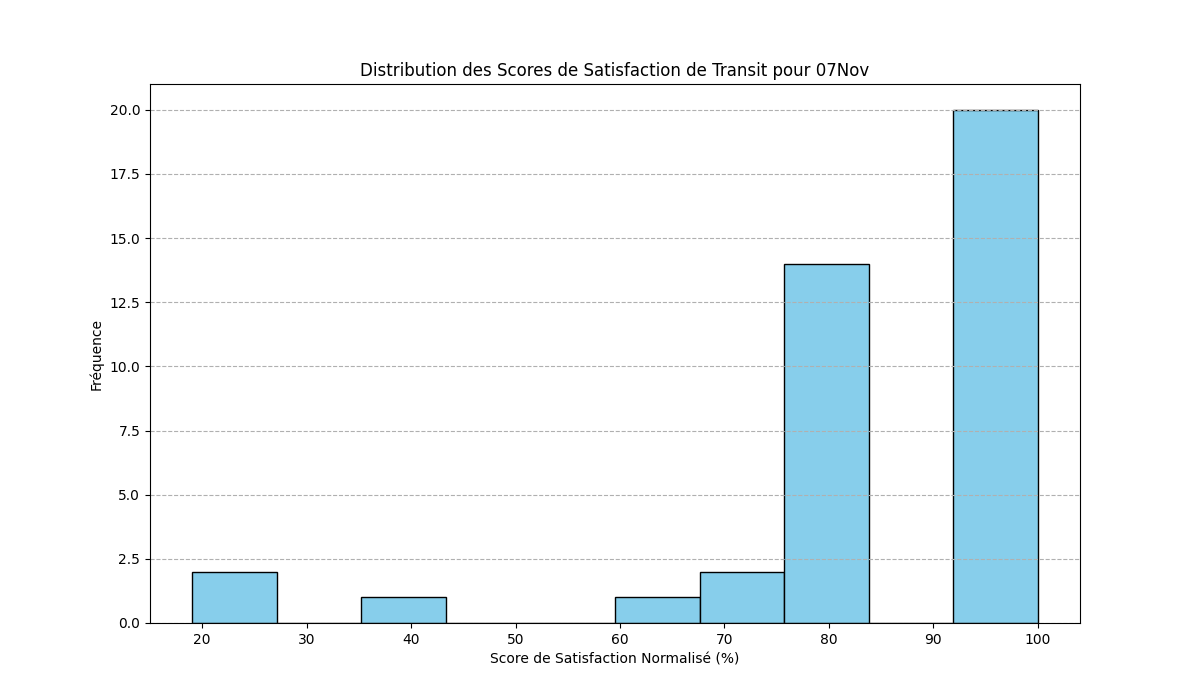 Distribution des Scores de Satisfaction de Transit pour 07Nov
20.0
17.5
15.0
12.5
10.0
7.5
5.0
2.5
0.0
Fréquence
20 30 40 50 60 70 80 90 100
Score de Satisfaction Normalisé (%)